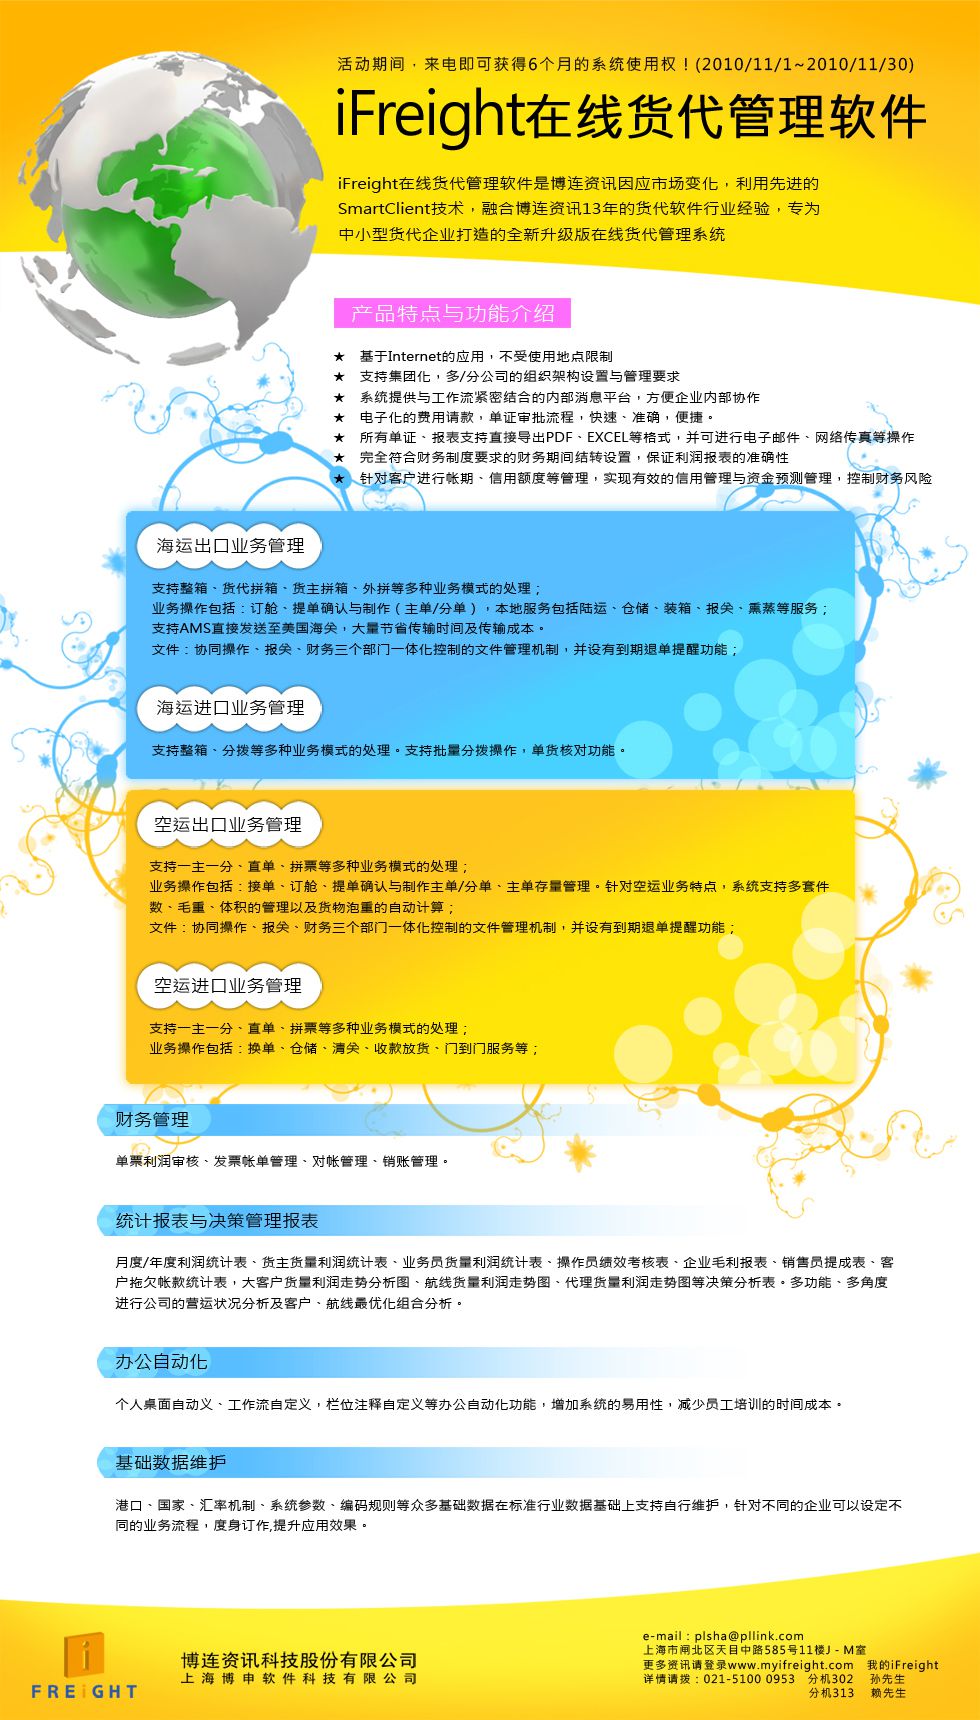 活动期间，来电即可获得6个月的系统使用权！(2010/11/1~2010/11/30)
iFreight在线货代管理软件
iFreight在线货代管理软件是博连资讯因应市场变化，利用先进的
SmartClient技术，融合博连资讯13年的货代软件行业经验，专为
中小型货代企业打造的全新升级版在线货代管理系统
产品特点与功能介绍
★ 基于Internet的应用，不受使用地点限制
★ 支持集团化，多/分公司的组织架构设置与管理要求
★ 系统提供与工作流紧密结合的内部消息平台，方便企业内部协作
★ 电子化的费用请款，单证审批流程，快速、准确，便捷。
★ 所有单证、报表支持直接导出PDF、EXCEL等格式，并可进行电子邮件、网络传真等操作
★ 完全符合财务制度要求的财务期间结转设置，保证利润报表的准确性
★ 针对客户进行帐期、信用额度等管理，实现有效的信用管理与资金预测管理，控制财务风险
海运出口业务管理
支持整箱、货代拼箱、货主拼箱、外拼等多种业务模式的处理；
业务操作包括：订舱、提单确认与制作（主单/分单），本地服务包括陆运、仓储、装箱、报关、熏蒸等服务；
支持AMS直接发送至美国海关，大量节省传输时间及传输成本。
文件：协同操作、报关、财务三个部门一体化控制的文件管理机制，并设有到期退单提醒功能；
海运进口业务管理
支持整箱、分拨等多种业务模式的处理。支持批量分拨操作，单货核对功能。
空运出口业务管理
支持一主一分、直单、拼票等多种业务模式的处理；
业务操作包括：接单、订舱、提单确认与制作主单/分单、主单存量管理。针对空运业务特点，系统支持多套件
数、毛重、体积的管理以及货物泡重的自动计算；
文件：协同操作、报关、财务三个部门一体化控制的文件管理机制，并设有到期退单提醒功能；
空运进口业务管理
支持一主一分、直单、拼票等多种业务模式的处理；
业务操作包括：换单、仓储、清关、收款放货、门到门服务等；
财务管理
单票利润审核、发票帐单管理、对帐管理、销账管理。
统计报表与决策管理报表
月度/年度利润统计表、货主货量利润统计表、业务员货量利润统计表、操作员绩效考核表、企业毛利报表、销售员提成表、客
户拖欠帐款统计表，大客户货量利润走势分析图、航线货量利润走势图、代理货量利润走势图等决策分析表。多功能、多角度
进行公司的营运状况分析及客户、航线最优化组合分析。
办公自动化
个人桌面自动义、工作流自定义，栏位注释自定义等办公自动化功能，增加系统的易用性，减少员工培训的时间成本。
基础数据维护
港口、国家、汇率机制、系统参数、编码规则等众多基础数据在标准行业数据基础上支持自行维护，针对不同的企业可以设定不
同的业务流程，度身订作,提升应用效果。
i
FREiGHT
博连资讯科技股份有限公司
上海博申软件科技有限公司
e-mail：plsha@pllink.com
上海市闸北区天目中路585号11楼J-M室
更多资讯请登录www.myifreight.com 我的iFreight
详情请拨：021-5100 0953 分机302 孙先生
分机313 赖先生